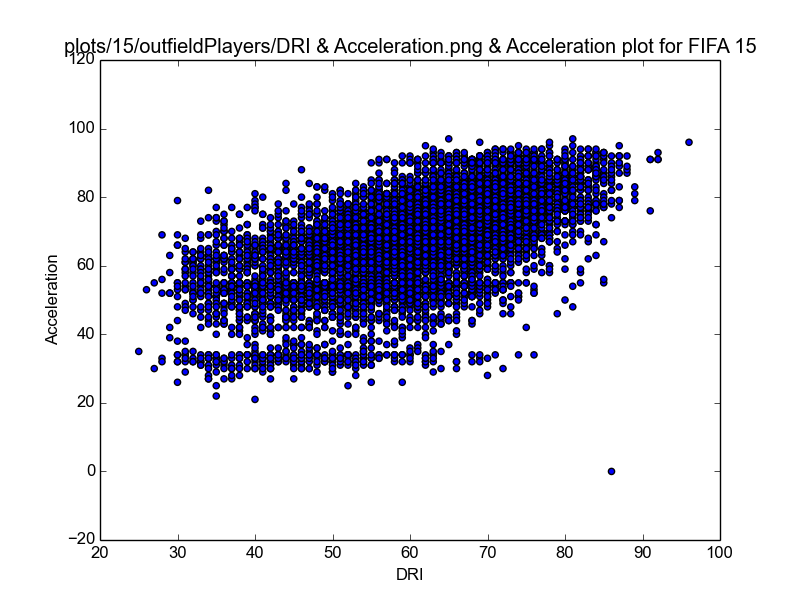 plots/15/outfieldPlayers/DRI & Acceleration.png & Acceleration plot for FIFA 15
120
100
80
60
40
20
0
−20
Acceleration
20 30 40 50 60 70 80 90 100
DRI